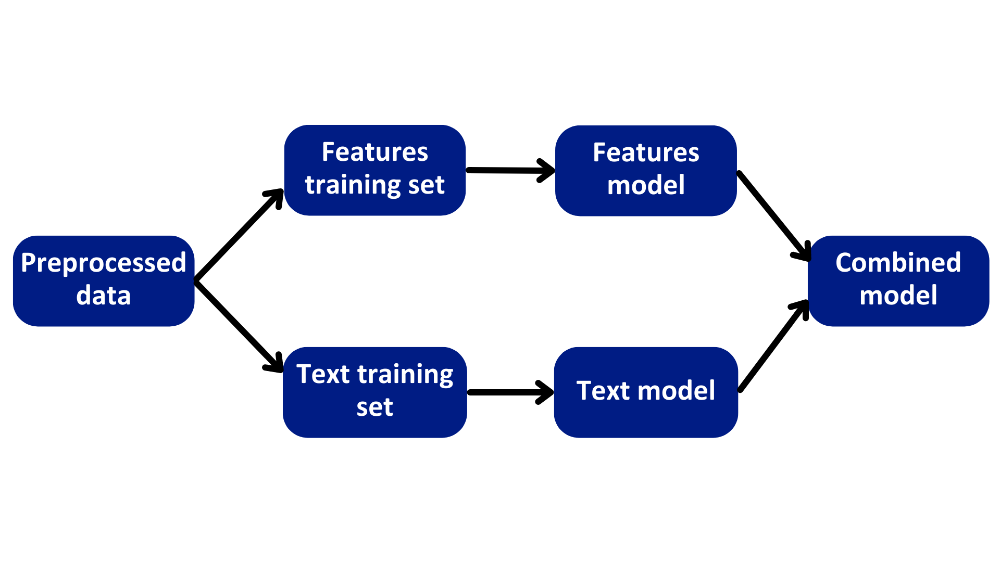 Preprocessed
data
Features
training set
Features
model
Text training
set
Text model
Combined
model